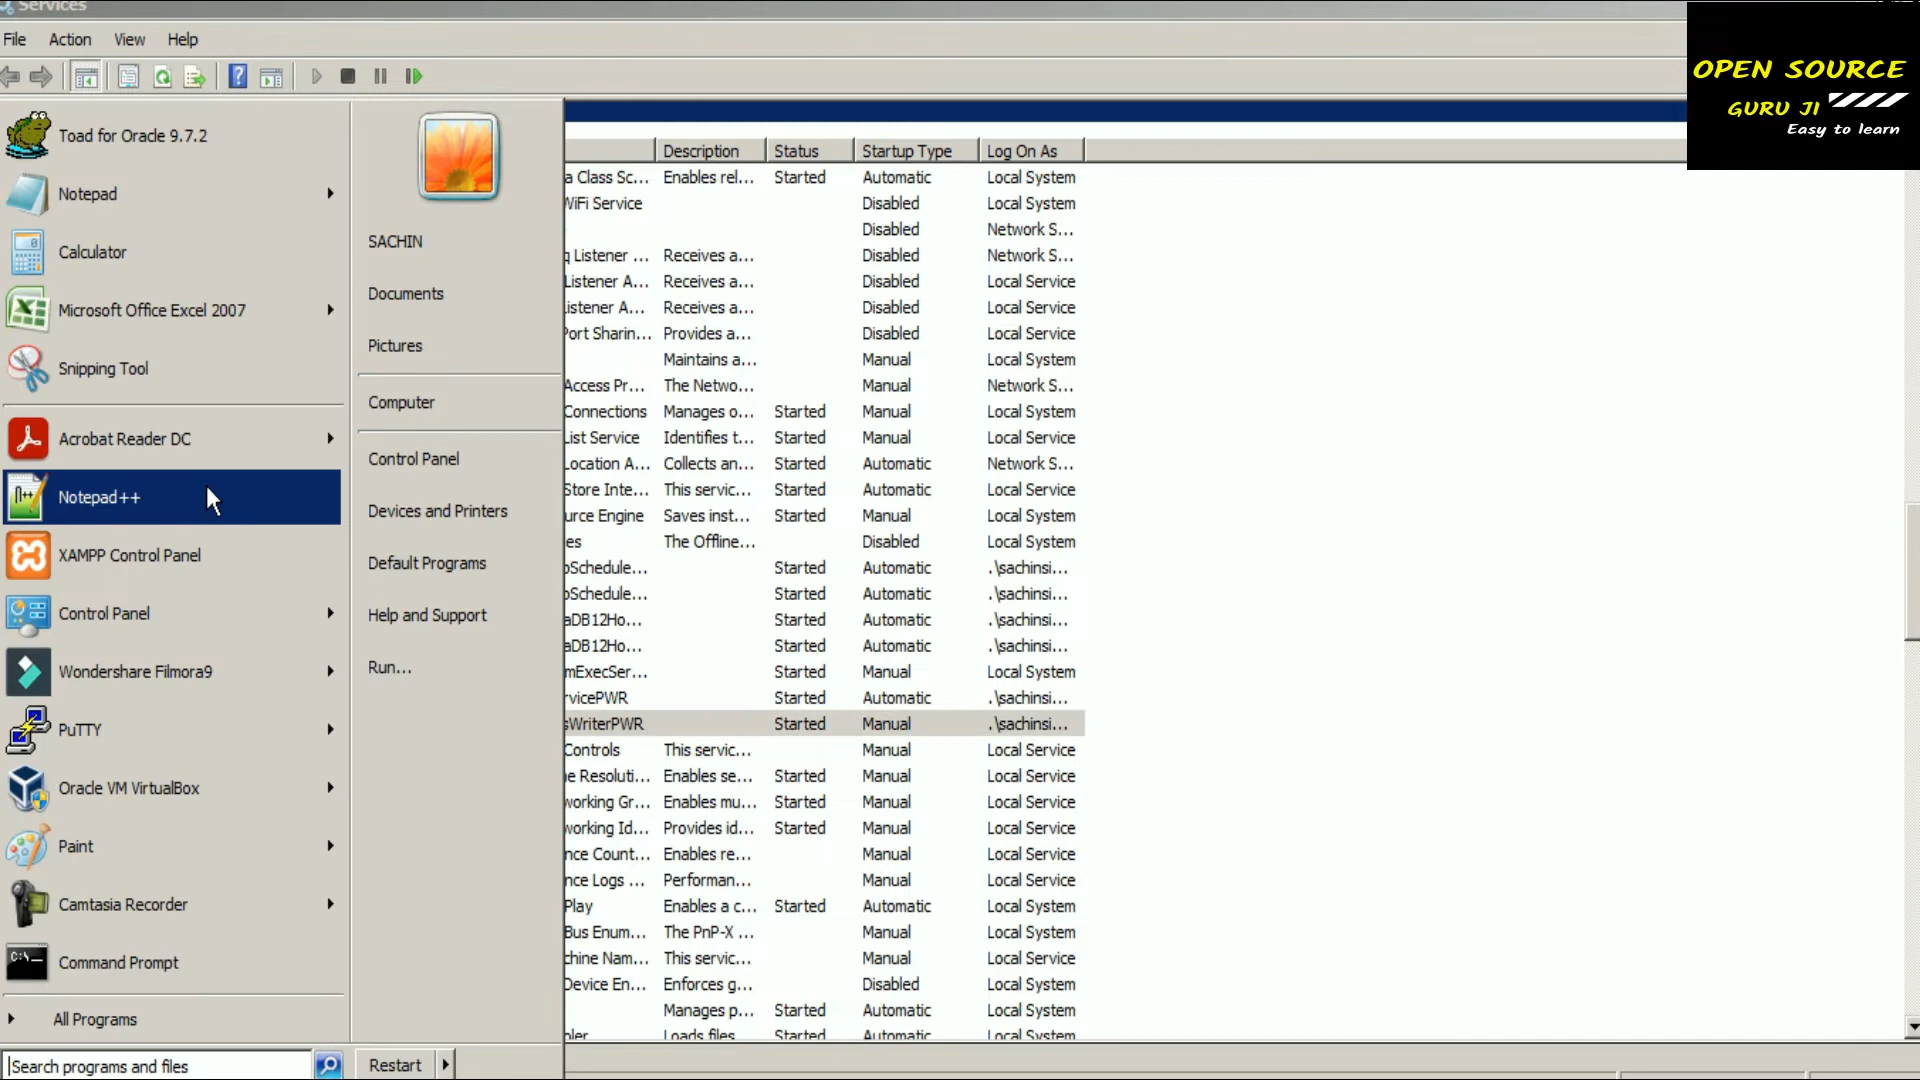 Services
File Action View Help
OPEN SOURCE
GURU JI
Easy to learn
Toad for Oracle 9.7.2
Notepad
Calculator
Microsoft Office Excel 2007
Snipping Tool
Acrobat Reader DC
Notepad++
XAMPP Control Panel
Control Panel
Wondershare Filmora9
PuTTY
Oracle VM VirtualBox
Paint
Camtasia Recorder
Command Prompt
All Programs
Search programs and files
SACHIN
Documents
Pictures
Computer
Control Panel
Devices and Printers
Default Programs
Help and Support
Run...
Restart
Description Status Startup Type Log On As
a Class Sc... Enables rel... Started Automatic Local System
WiFi Service Disabled Local System
Disabled Network S...
q Listener ... Receives a... Disabled Network S...
Listener A... Receives a... Disabled Local Service
Listener A... Receives a... Disabled Local Service
Port Sharin... Provides a... Disabled Local Service
Maintains a... Manual Local System
Access Pr... The Netwo... Manual Network S...
Connections Manages o... Started Manual Local System
List Service Identifies t... Started Manual Local Service
Location A... Collects an... Started Automatic Network S...
Store Inte... This servic... Started Automatic Local Service
urce Engine Saves inst... Started Manual Local System
es The Offline... Disabled Local System
oSchedule... Started Automatic .\sachinsi...
oSchedule... Started Automatic .\sachinsi...
aDB12Ho... Started Automatic .\sachinsi...
aDB12Ho... Started Automatic .\sachinsi...
mExecSer... Started Manual Local System
rvicePWR Started Automatic .\sachinsi...
sWriterPWR Started Manual .\sachinsi...
Controls This servic... Manual Local Service
e Resoluti... Enables se... Started Manual Local Service
working Gr... Enables mu... Started Manual Local Service
working Id... Provides id... Started Manual Local Service
nce Count... Enables re... Manual Local Service
nce Logs ... Performan... Manual Local Service
Play Enables a c... Started Automatic Local System
Bus Enum... The PnP-X ... Manual Local System
chine Nam... This servic... Manual Local Service
Device En... Enforces g... Disabled Local System
Manages p... Started Automatic Local System
oler Loads files Started Automatic Local System